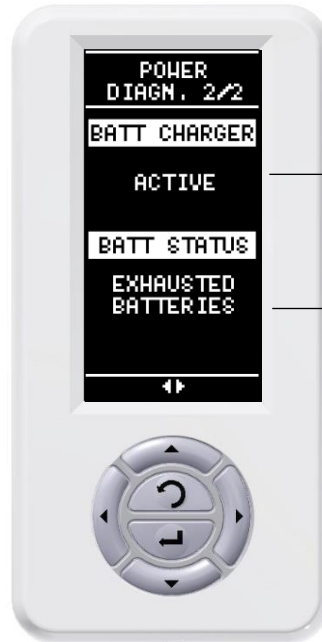 POWER
DIAGN. 2/2
BATT CHARGER
ACTIVE
BATT STATUS
EXHAUSTED
BATTERIES